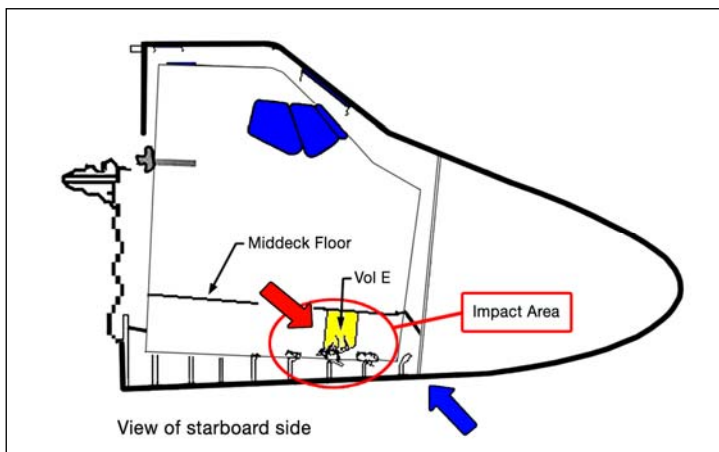 Middeck Floor
Vol E
Impact Area
View of starboard side